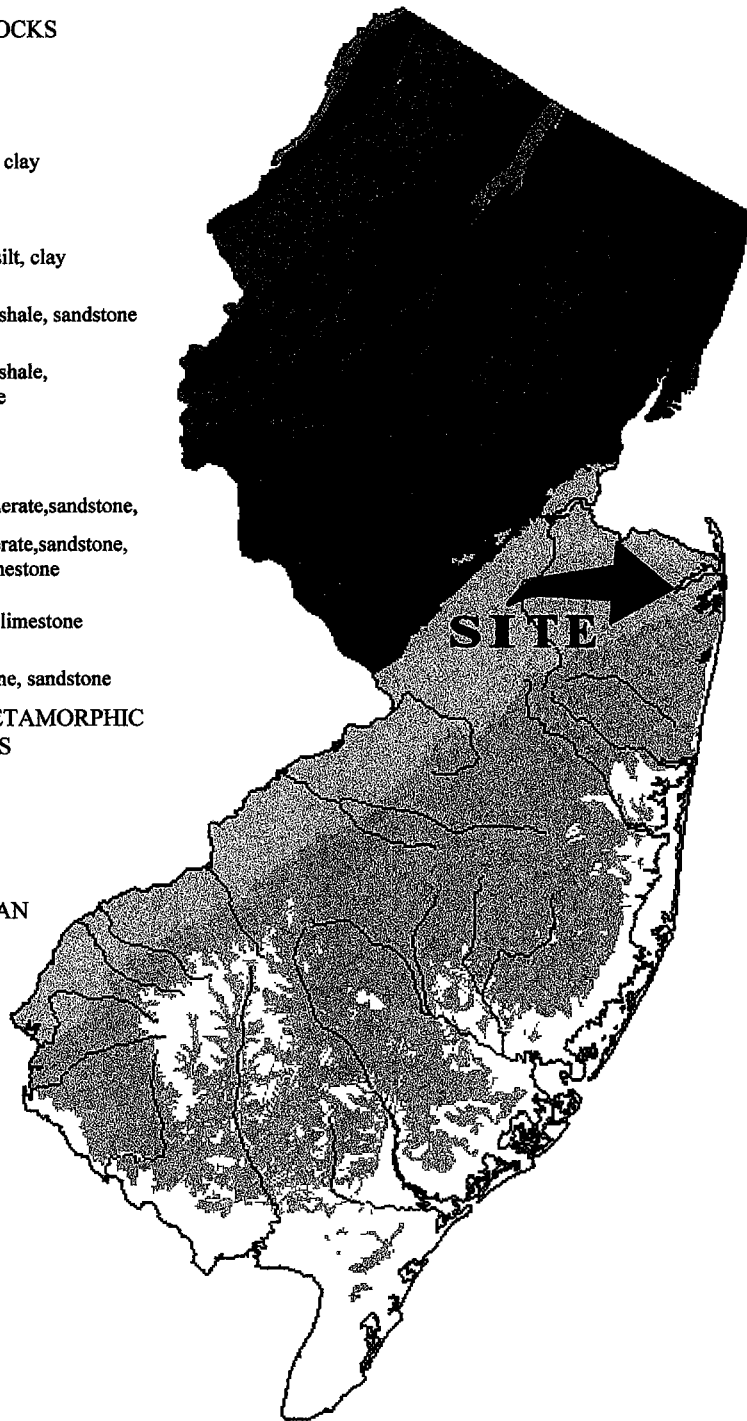 OCKS
clay
silt, clay
shale, sandstone
shale,
e
erate,sandstone,
erate,sandstone,
nestone
limestone
ne, sandstone
ETAMORPHIC
S
AN
SITE